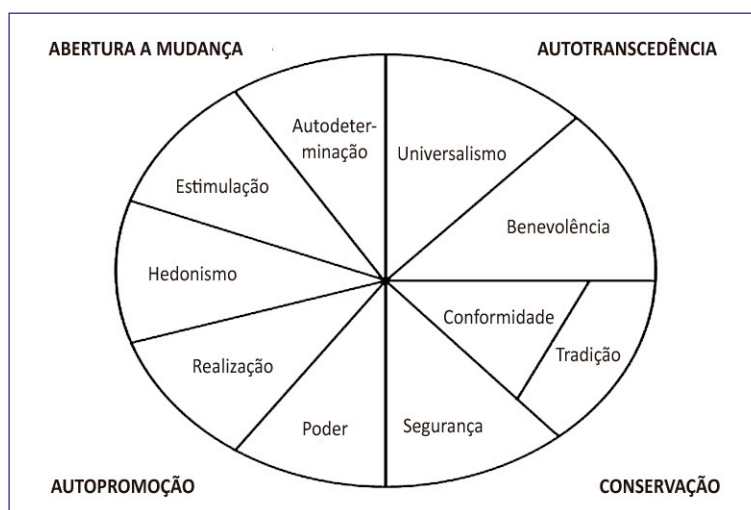 ABERTURA A MUDANÇA
AUTOTRANSCEDÊNCIA
Autodeter-
minação
Universalismo
Estimulação
Benevolência
Hedonismo
Conformidade
Tradição
Realização
Poder
Segurança
AUTOPROMOÇÃO
CONSERVAÇÃO